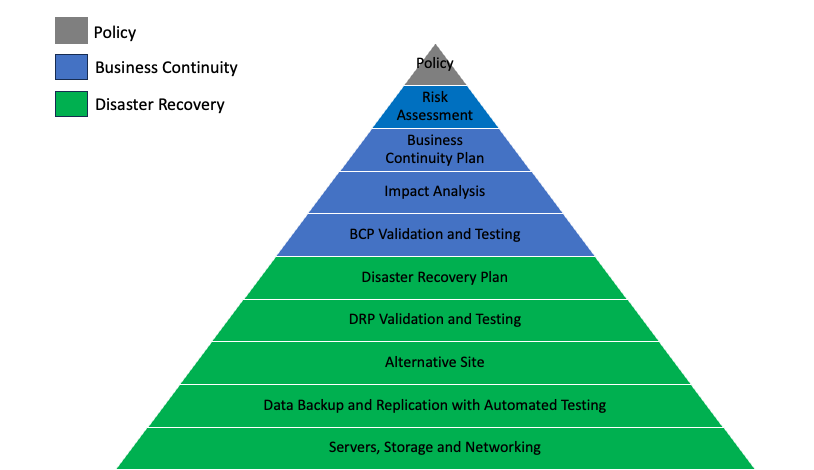 Policy
Business Continuity
Disaster Recovery
Policy
Risk
Assessment
Business
Continuity Plan
Impact Analysis
BCP Validation and Testing
Disaster Recovery Plan
DRP Validation and Testing
Alternative Site
Data Backup and Replication with Automated Testing
Servers, Storage and Networking